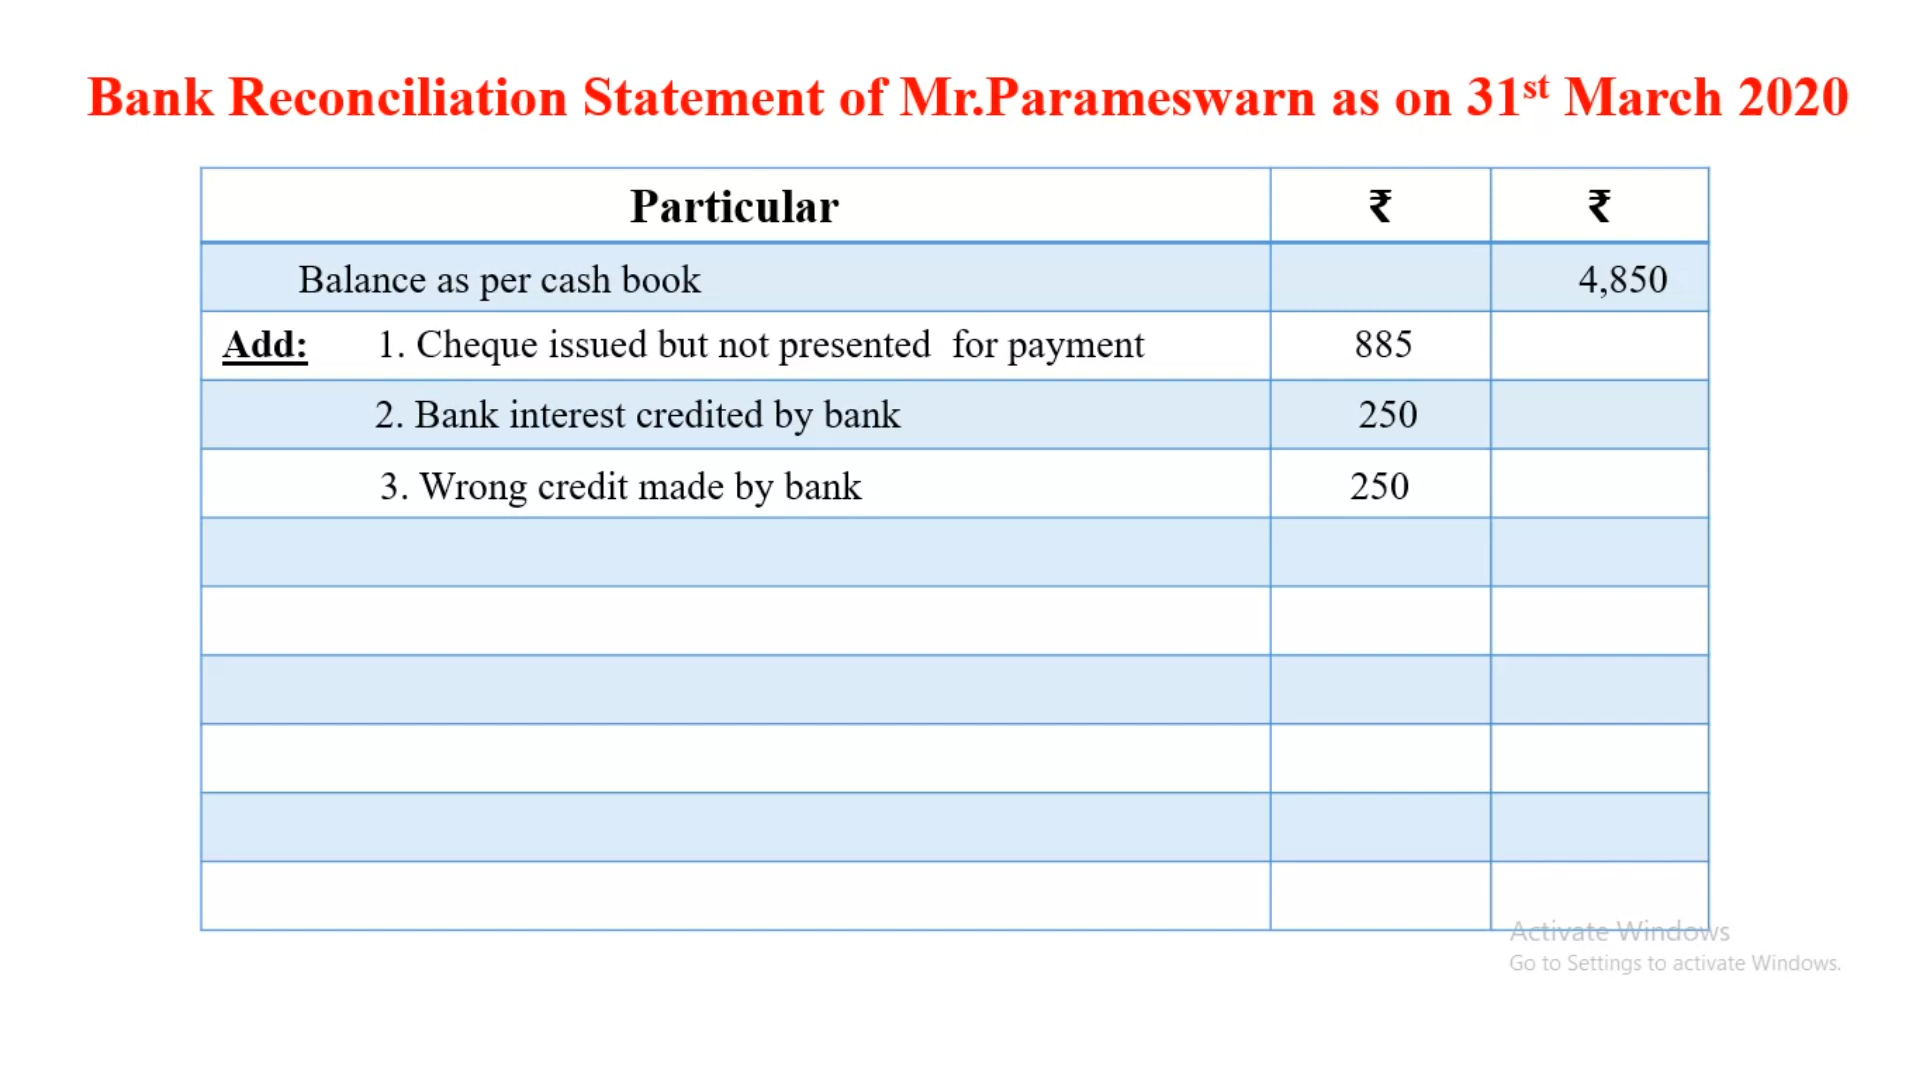 Bank Reconciliation Statement of Mr.Parameswarn as on 31st March 2020
Particular ₹ ₹
Balance as per cash book 4,850
Add: 1. Cheque issued but not presented for payment 885
2. Bank interest credited by bank 250
3. Wrong credit made by bank 250
Activate Windows
Go to Settings to activate Windows.